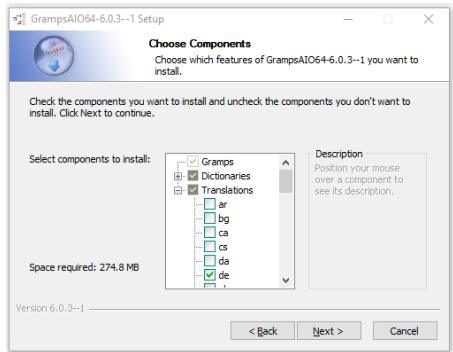 GrampsAIO64-6.0.3--1 Setup
Choose Components
Choose which features of GrampsAIO64-6.0.3--1 you want to
install.
Check the components you want to install and uncheck the components you don't want to
install. Click Next to continue.
Select components to install:
Gramps
Dictionaries
Translations
ar
bg
ca
cs
da
de
Description
Position your mouse
over a component to
see its description.
Space required: 274.8 MB
Version 6.0.3--1
< Back
Next >
Cancel